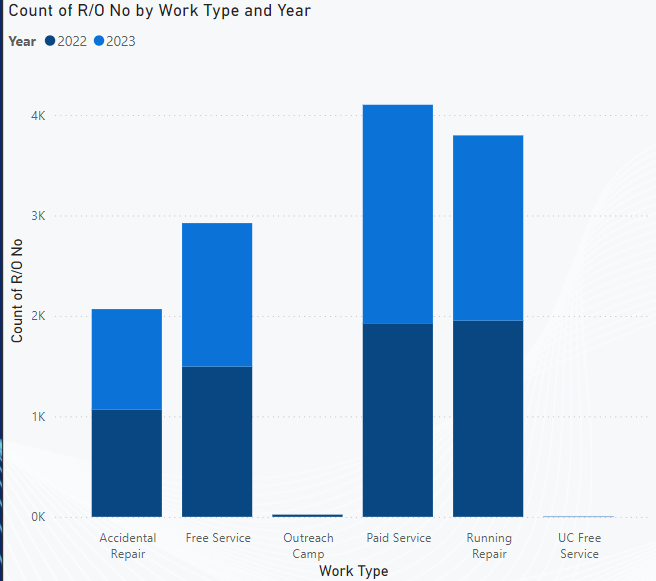 Count of R/O No by Work Type and Year
Year 2022 2023
4K
3K
2K
1K
0K
Count of R/O No
Accidental Repair
Free Service
Outreach Camp
Paid Service
Running Repair
UC Free Service
Work Type